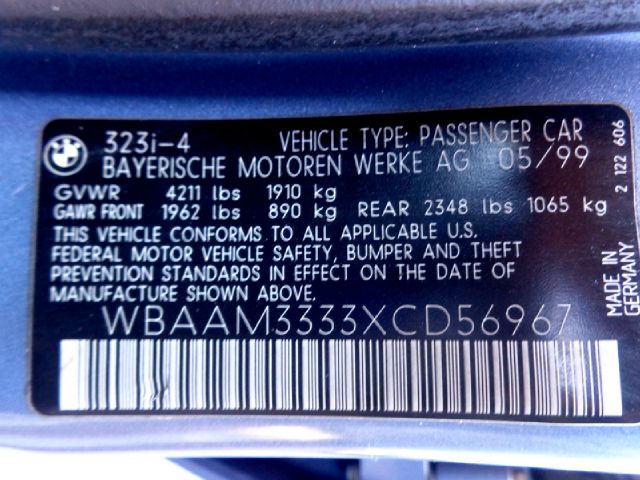 BMW
323i-4 VEHICLE TYPE: PASSENGER CAR
BAYERISCHE MOTOREN WERKE AG 05/99
GVWR 4211 lbs 1910 kg
GAWR FRONT 1962 lbs 890 kg REAR 2348 lbs 1065 kg
THIS VEHICLE CONFORMS TO ALL APPLICABLE U.S.
FEDERAL MOTOR VEHICLE SAFETY, BUMPER AND THEFT
PREVENTION STANDARDS IN EFFECT ON THE DATE OF
MANUFACTURE SHOWN ABOVE.
WBAAM3333XCD56967
2 122 606
MADE IN
GERMANY